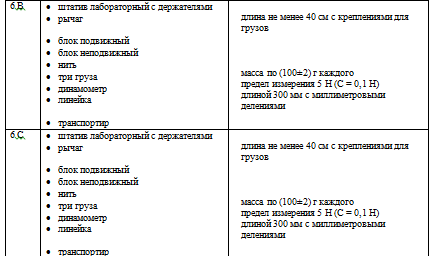 6.В.
• штатив лабораторный с держателями
• рычаг
длина не менее 40 см с креплениями для
грузов
• блок подвижный
• блок неподвижный
• нить
• три груза
масса по (100±2) г каждого
• динамометр
предел измерения 5 Н (С = 0,1 Н)
• линейка
длиной 300 мм с миллиметровыми
делениями
• транспортир
6.С.
• штатив лабораторный с держателями
• рычаг
длина не менее 40 см с креплениями для
грузов
• блок подвижный
• блок неподвижный
• нить
• три груза
масса по (100±2) г каждого
• динамометр
предел измерения 5 Н (С = 0,1 Н)
• линейка
длиной 300 мм с миллиметровыми
делениями
• транспортир